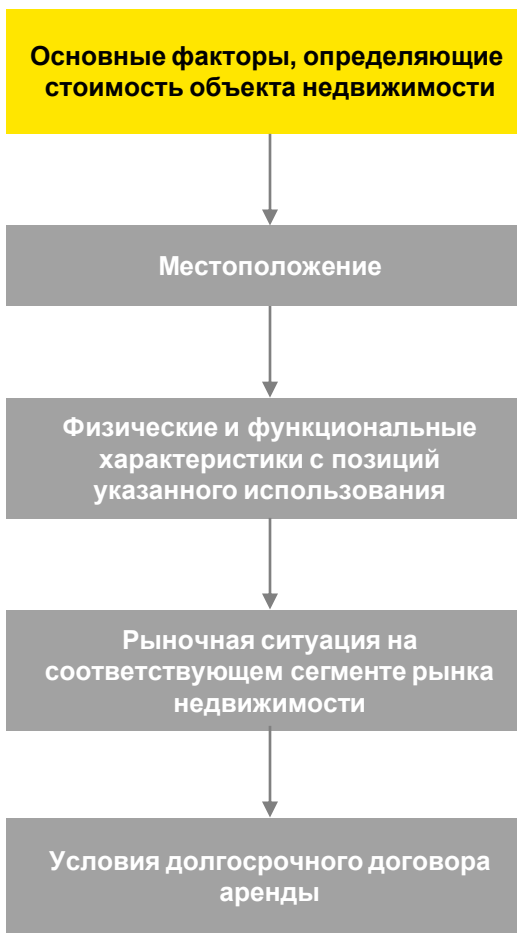 Основные факторы, определяющие
стоимость объекта недвижимости
Местоположение
Физические и функциональные
характеристики с позиций
указанного использования
Рыночная ситуация на
соответствующем сегменте рынка
недвижимости
Условия долгосрочного договора
аренды